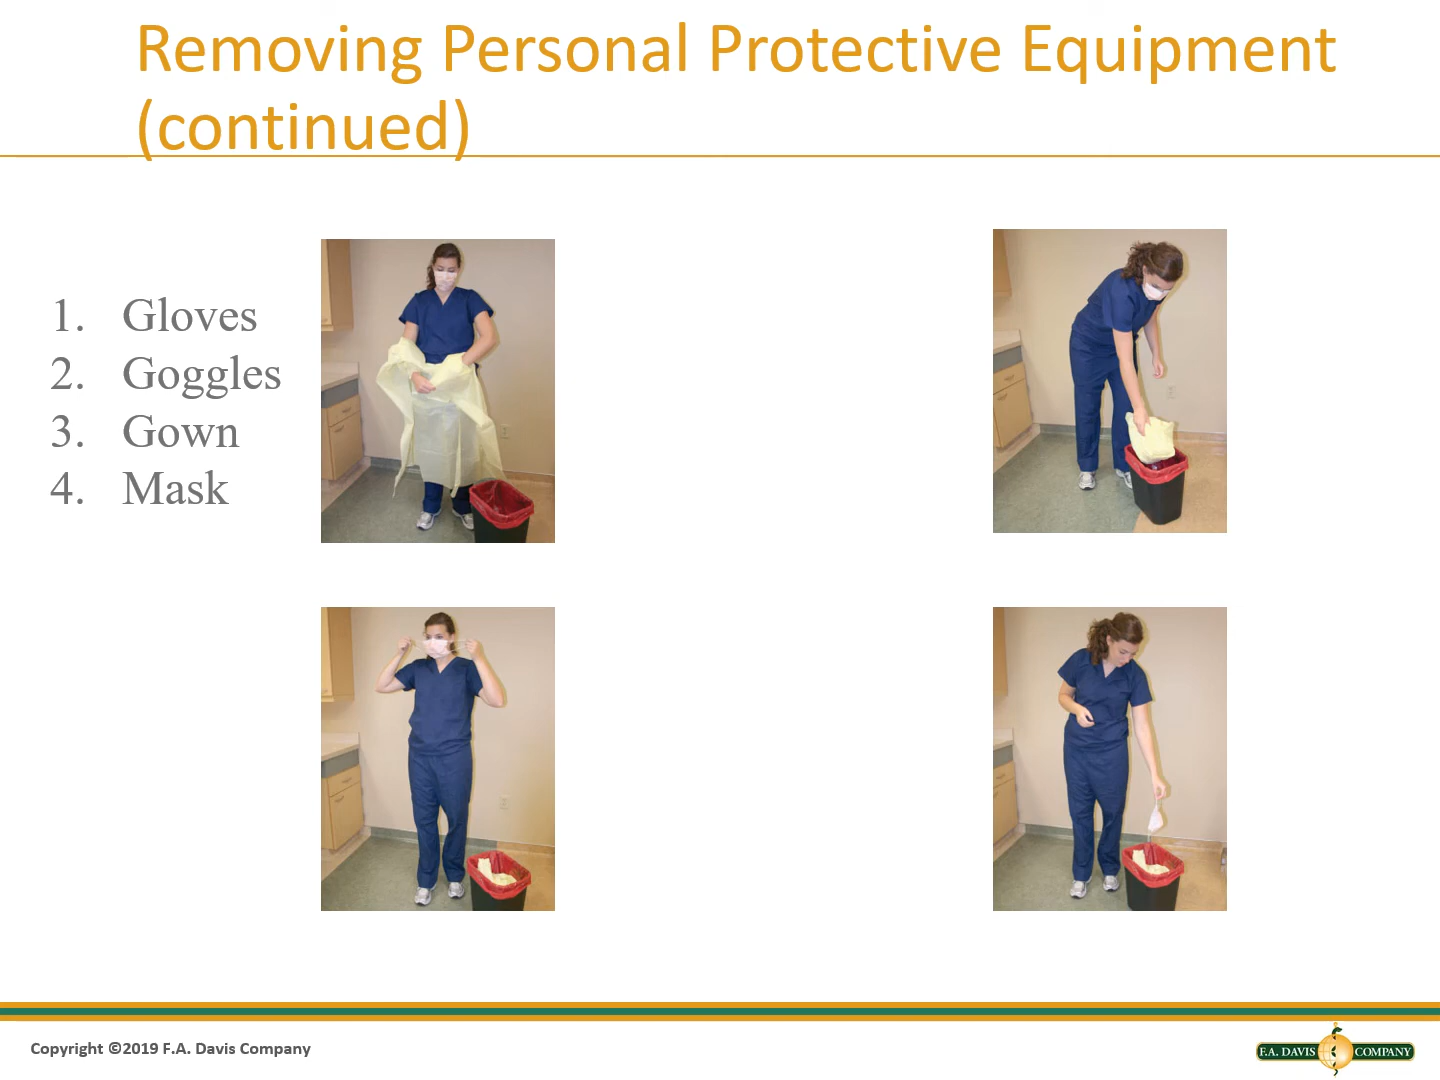 Removing Personal Protective Equipment
(continued)
1. Gloves
2. Goggles
3. Gown
4. Mask
Copyright ©2019 F.A. Davis Company
F.A. DAVIS COMPANY